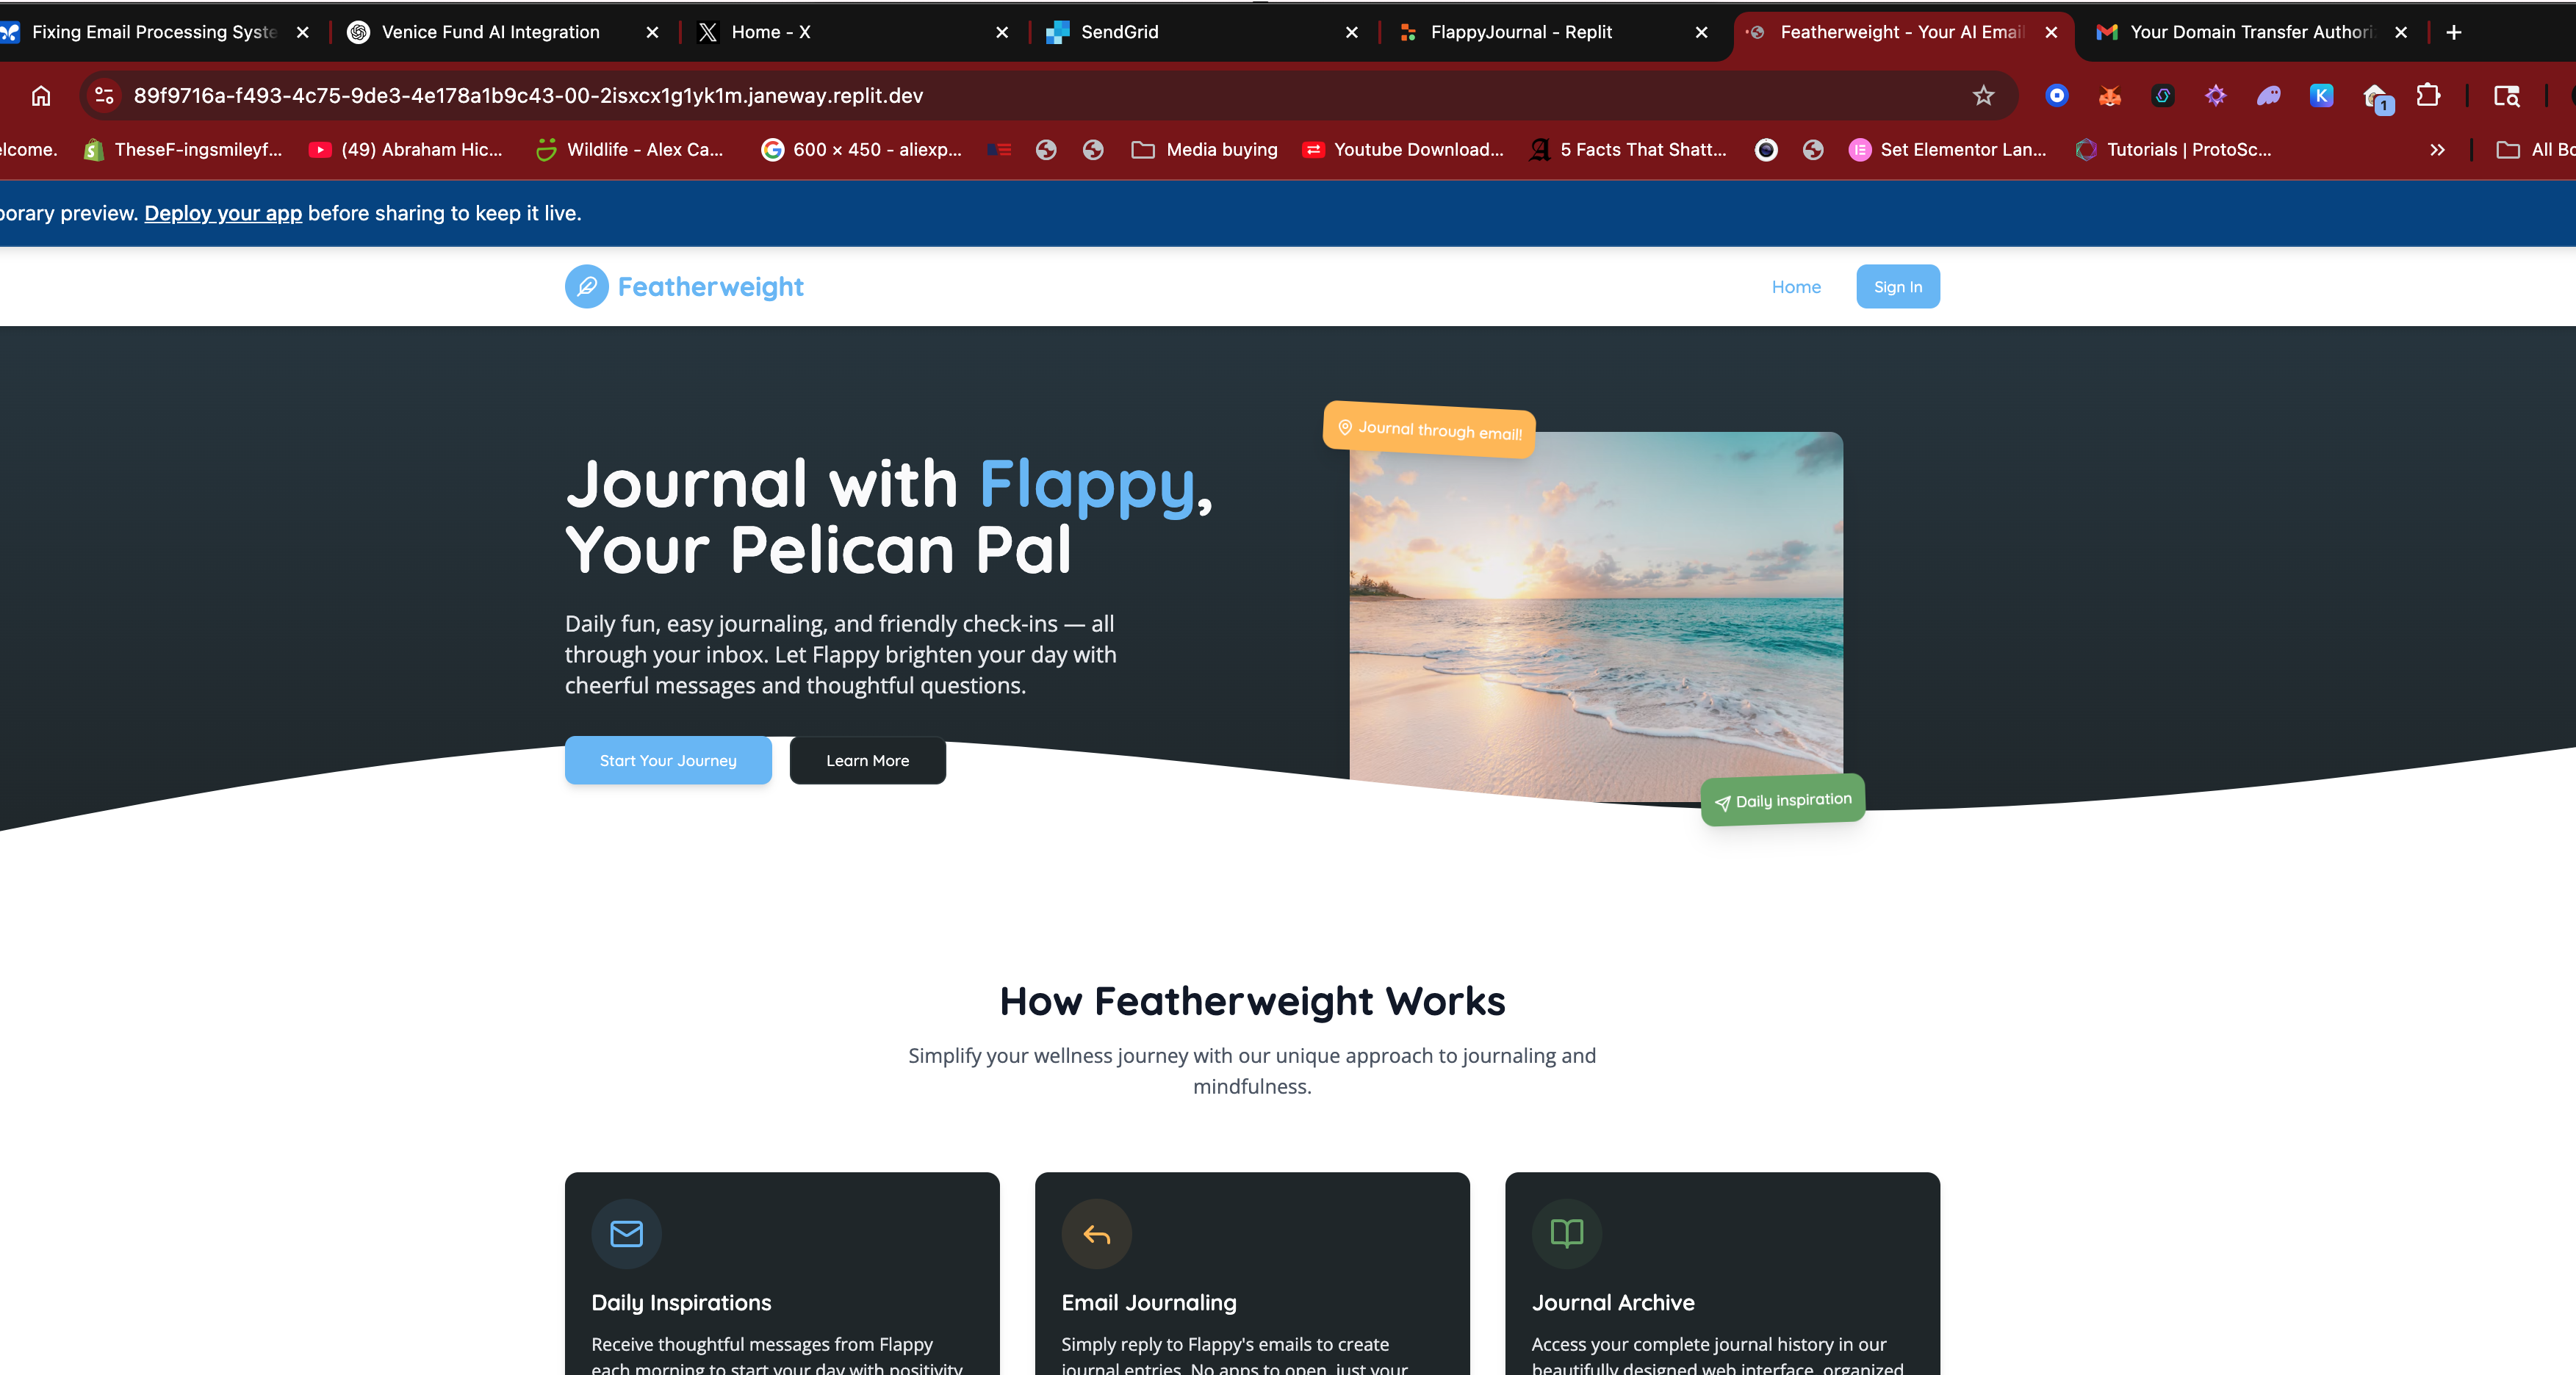 Fixing Email Processing Syste
Venice Fund AI Integration
Home - X
SendGrid
FlappyJournal - Replit
Featherweight - Your AI Email
Your Domain Transfer Authori
89f9716a-f493-4c75-9de3-4e178a1b9c43-00-2isxcx1g1yk1m.janeway.replit.dev
K
1
elcome.
TheseF-ingsmileyf...
(49) Abraham Hic...
Wildlife - Alex Ca...
600 × 450 - aliexp...
Media buying
Youtube Download...
5 Facts That Shatt...
Set Elementor Lan...
Tutorials | ProtoSc...
All Bo
porary preview. Deploy your app before sharing to keep it live.
Featherweight
Home
Sign In
Journal through email!
Journal with Flappy,
Your Pelican Pal
Daily fun, easy journaling, and friendly check-ins — all
through your inbox. Let Flappy brighten your day with
cheerful messages and thoughtful questions.
Start Your Journey
Learn More
Daily inspiration
How Featherweight Works
Simplify your wellness journey with our unique approach to journaling and
mindfulness.
Daily Inspirations
Receive thoughtful messages from Flappy
each morning to start your day with positivity
Email Journaling
Simply reply to Flappy's emails to create
journal entries. No apps to open, just your
Journal Archive
Access your complete journal history in our
beautifully designed web interface, organized